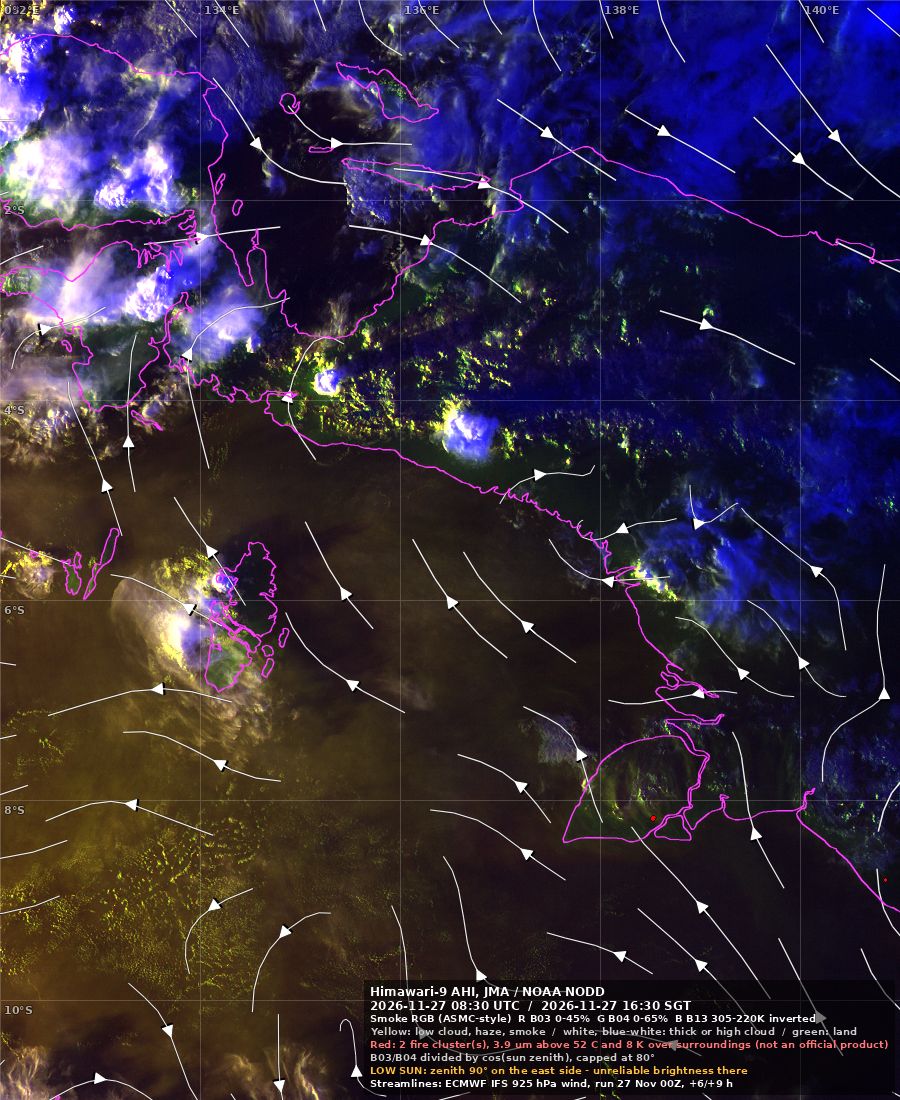 132°E 134°E 136°E 138°E 140°E
2°S
4°S
6°S
8°S
10°S
Himawari-9 AHI, JMA / NOAA NODD
2026-11-27 08:30 UTC / 2026-11-27 16:30 SGT
Smoke RGB (ASMC-style) R B03 0-45% G B04 0-65% B B13 305-220K inverted
Yellow: low cloud, haze, smoke / white, blue-white: thick or high cloud / green: land
Red: 2 fire cluster(s), 3.9 um above 52 C and 8 K over surroundings (not an official product)
B03/B04 divided by cos(sun zenith), capped at 80°
LOW SUN: zenith 90° on the east side - unreliable brightness there
Streamlines: ECMWF IFS 925 hPa wind, run 27 Nov 00Z, +6/+9 h